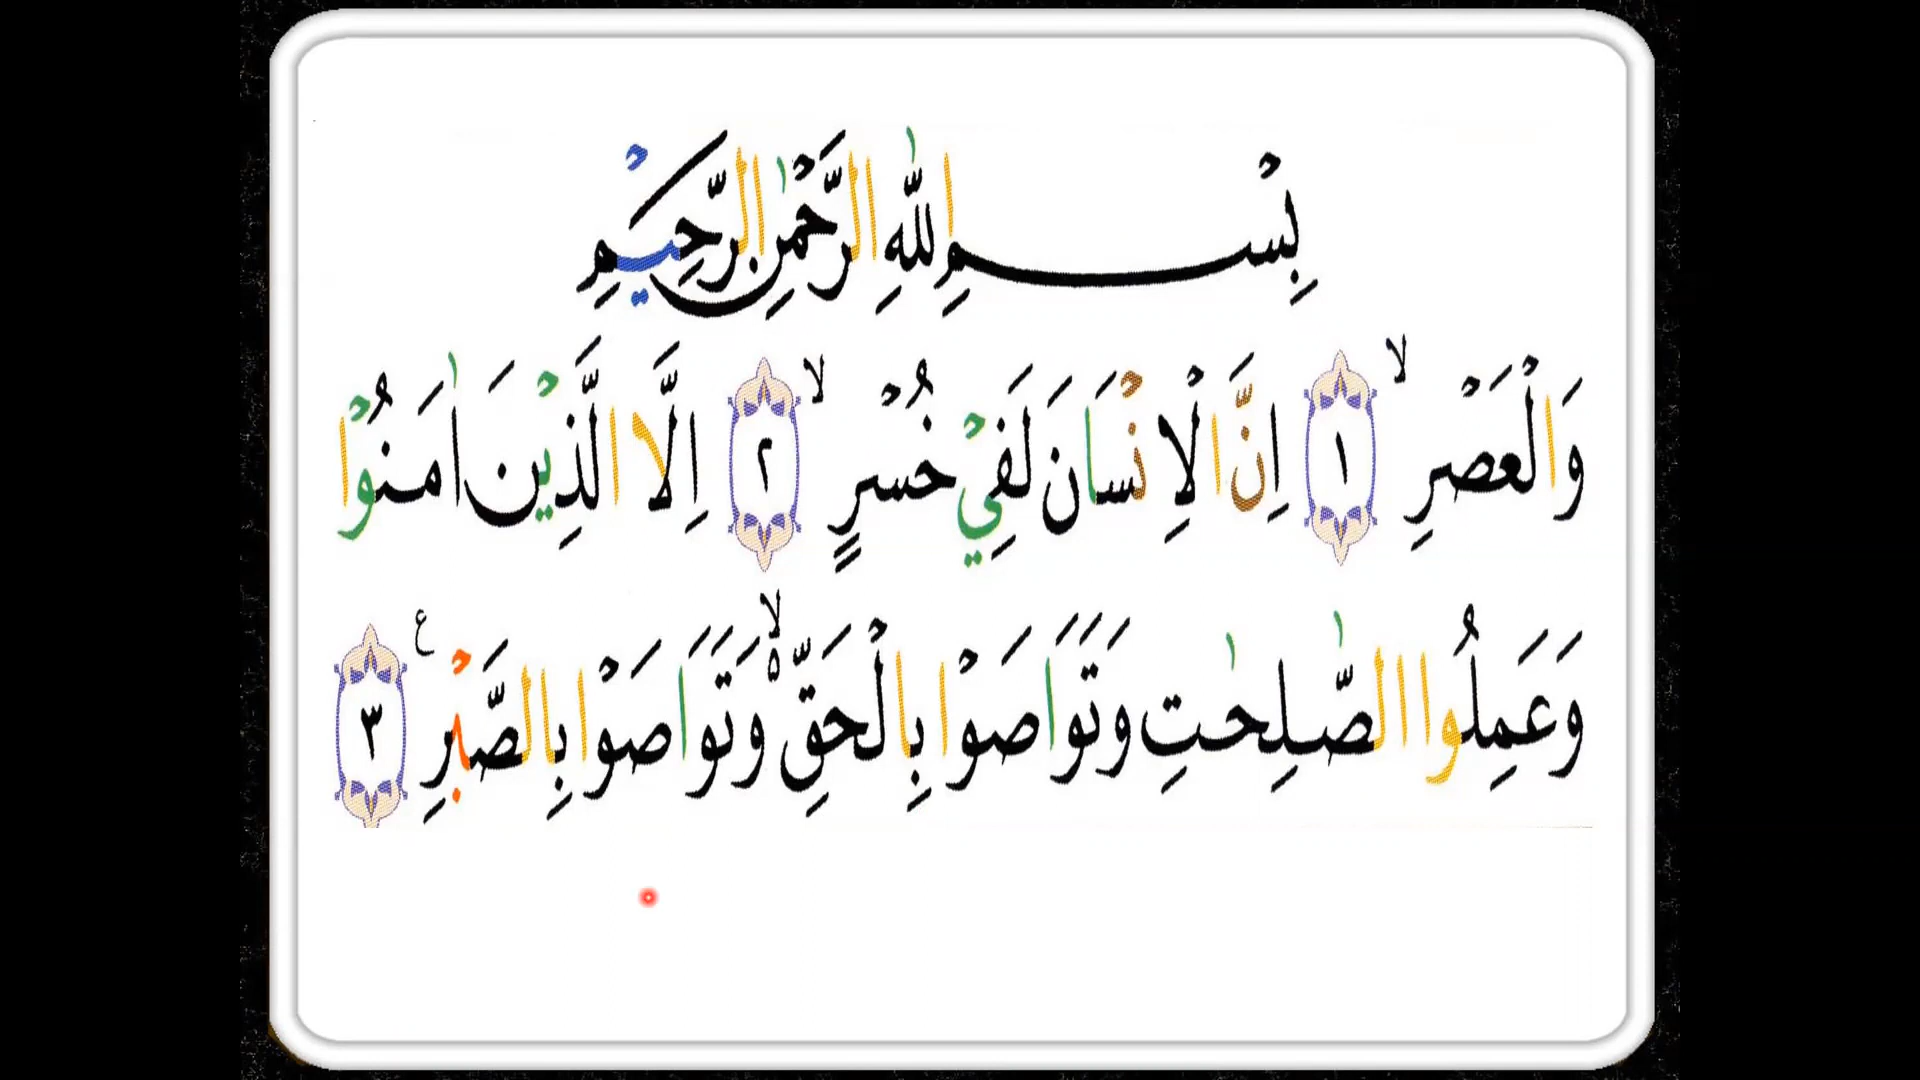 بِسْمِ اللّٰهِ الرَّحْمٰنِ الرَّحِيْمِ
وَالْعَصْرِ ۙ ﴿١﴾ اِنَّ الْاِنْسَانَ لَفِيْ خُسْرٍ ۙ ﴿٢﴾ اِلَّا الَّذِيْنَ اٰمَنُوْا
وَعَمِلُوا الصّٰلِحٰتِ وَتَوَاصَوْا بِالْحَقِّ ۥۙ وَتَوَاصَوْا بِالصَّبْرِ ع ﴿٣﴾